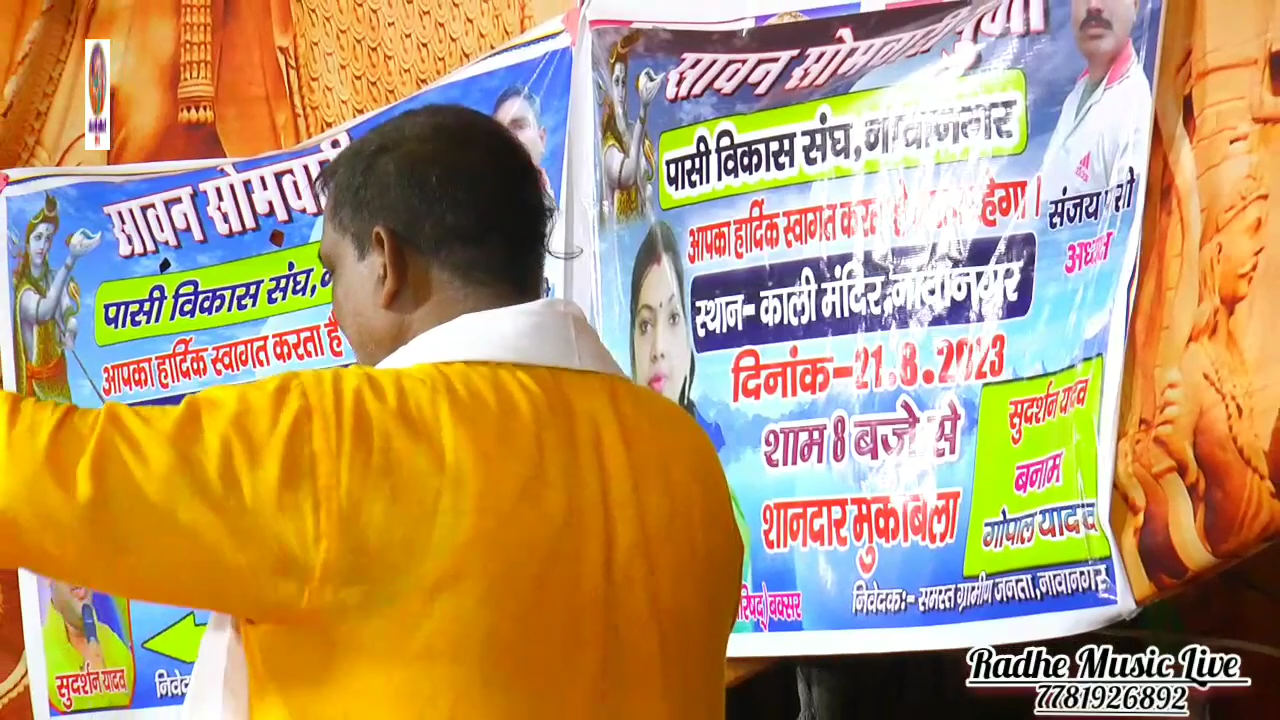 सावन सोमवारी
पासी विकास संघ,
आपका हार्दिक स्वागत करता है
सुदर्शन यादव
सावन सोमवारी पूजा
पासी विकास संघ,नावानगर
आपका हार्दिक स्वागत करता
संजय पासी
अध्यक्ष
स्थान- काली मंदिर,नावानगर
दिनांक-21.8.2023
शाम 8 बजे से
शानदार मुकाबला
सुदर्शन यादव
बनाम
गोपाल यादव
बक्सर
निवेदक:- समस्त ग्रामीण जनता,नावानगर
Radhe Music Live
7781926892